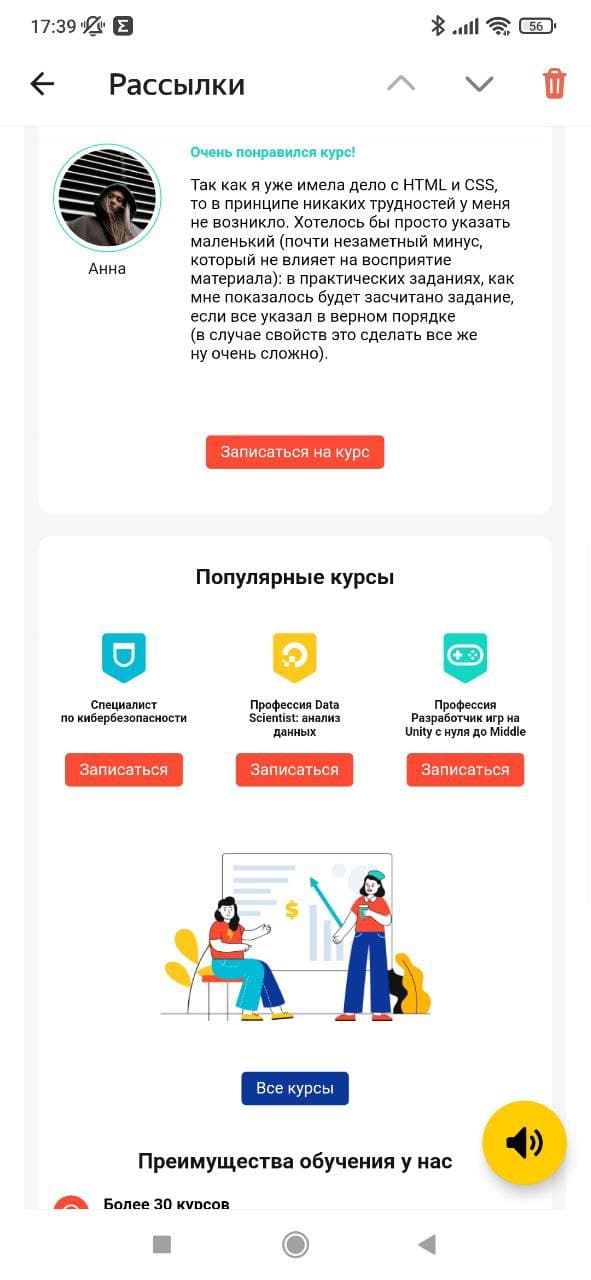 17:39
56
Рассылки
Очень понравился курс!
Так как я уже имела дело с HTML и CSS,
то в принципе никаких трудностей у меня
не возникло. Хотелось бы просто указать
маленький (почти незаметный минус,
который не влияет на восприятие
материала): в практических заданиях, как
мне показалось будет засчитано задание,
если все указал в верном порядке
(в случае свойств это сделать все же
ну очень сложно).
Анна
Записаться на курс
Популярные курсы
Специалист
по кибербезопасности
Записаться
Профессия Data
Scientist: анализ
данных
Записаться
Профессия
Разработчик игр на
Unity с нуля до Middle
Записаться
$
Все курсы
Преимущества обучения у нас
Более 30 курсов